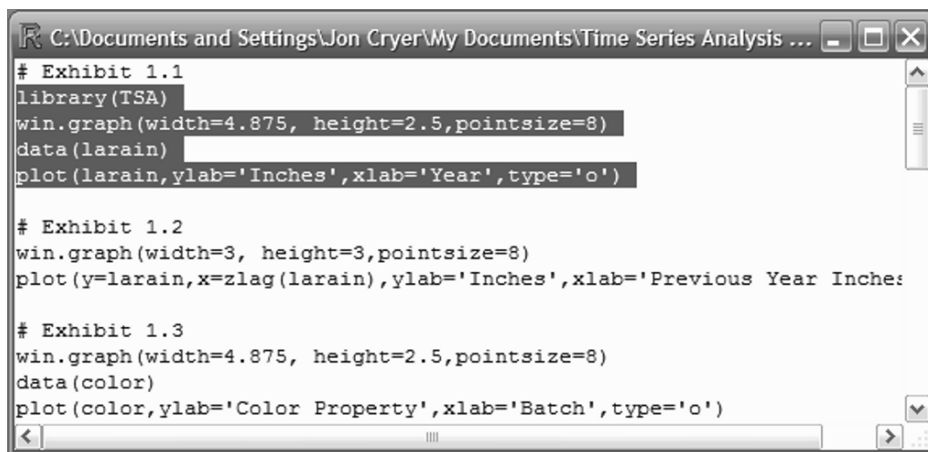 C:\Documents and Settings\Jon Cryer\My Documents\Time Series Analysis ...
# Exhibit 1.1
library(TSA)
win.graph(width=4.875, height=2.5,pointsize=8)
data(larain)
plot(larain,ylab='Inches',xlab='Year',type='o')
# Exhibit 1.2
win.graph(width=3, height=3,pointsize=8)
plot(y=larain,x=zlag(larain),ylab='Inches',xlab='Previous Year Inches
# Exhibit 1.3
win.graph(width=4.875, height=2.5,pointsize=8)
data(color)
plot(color,ylab='Color Property',xlab='Batch',type='o')